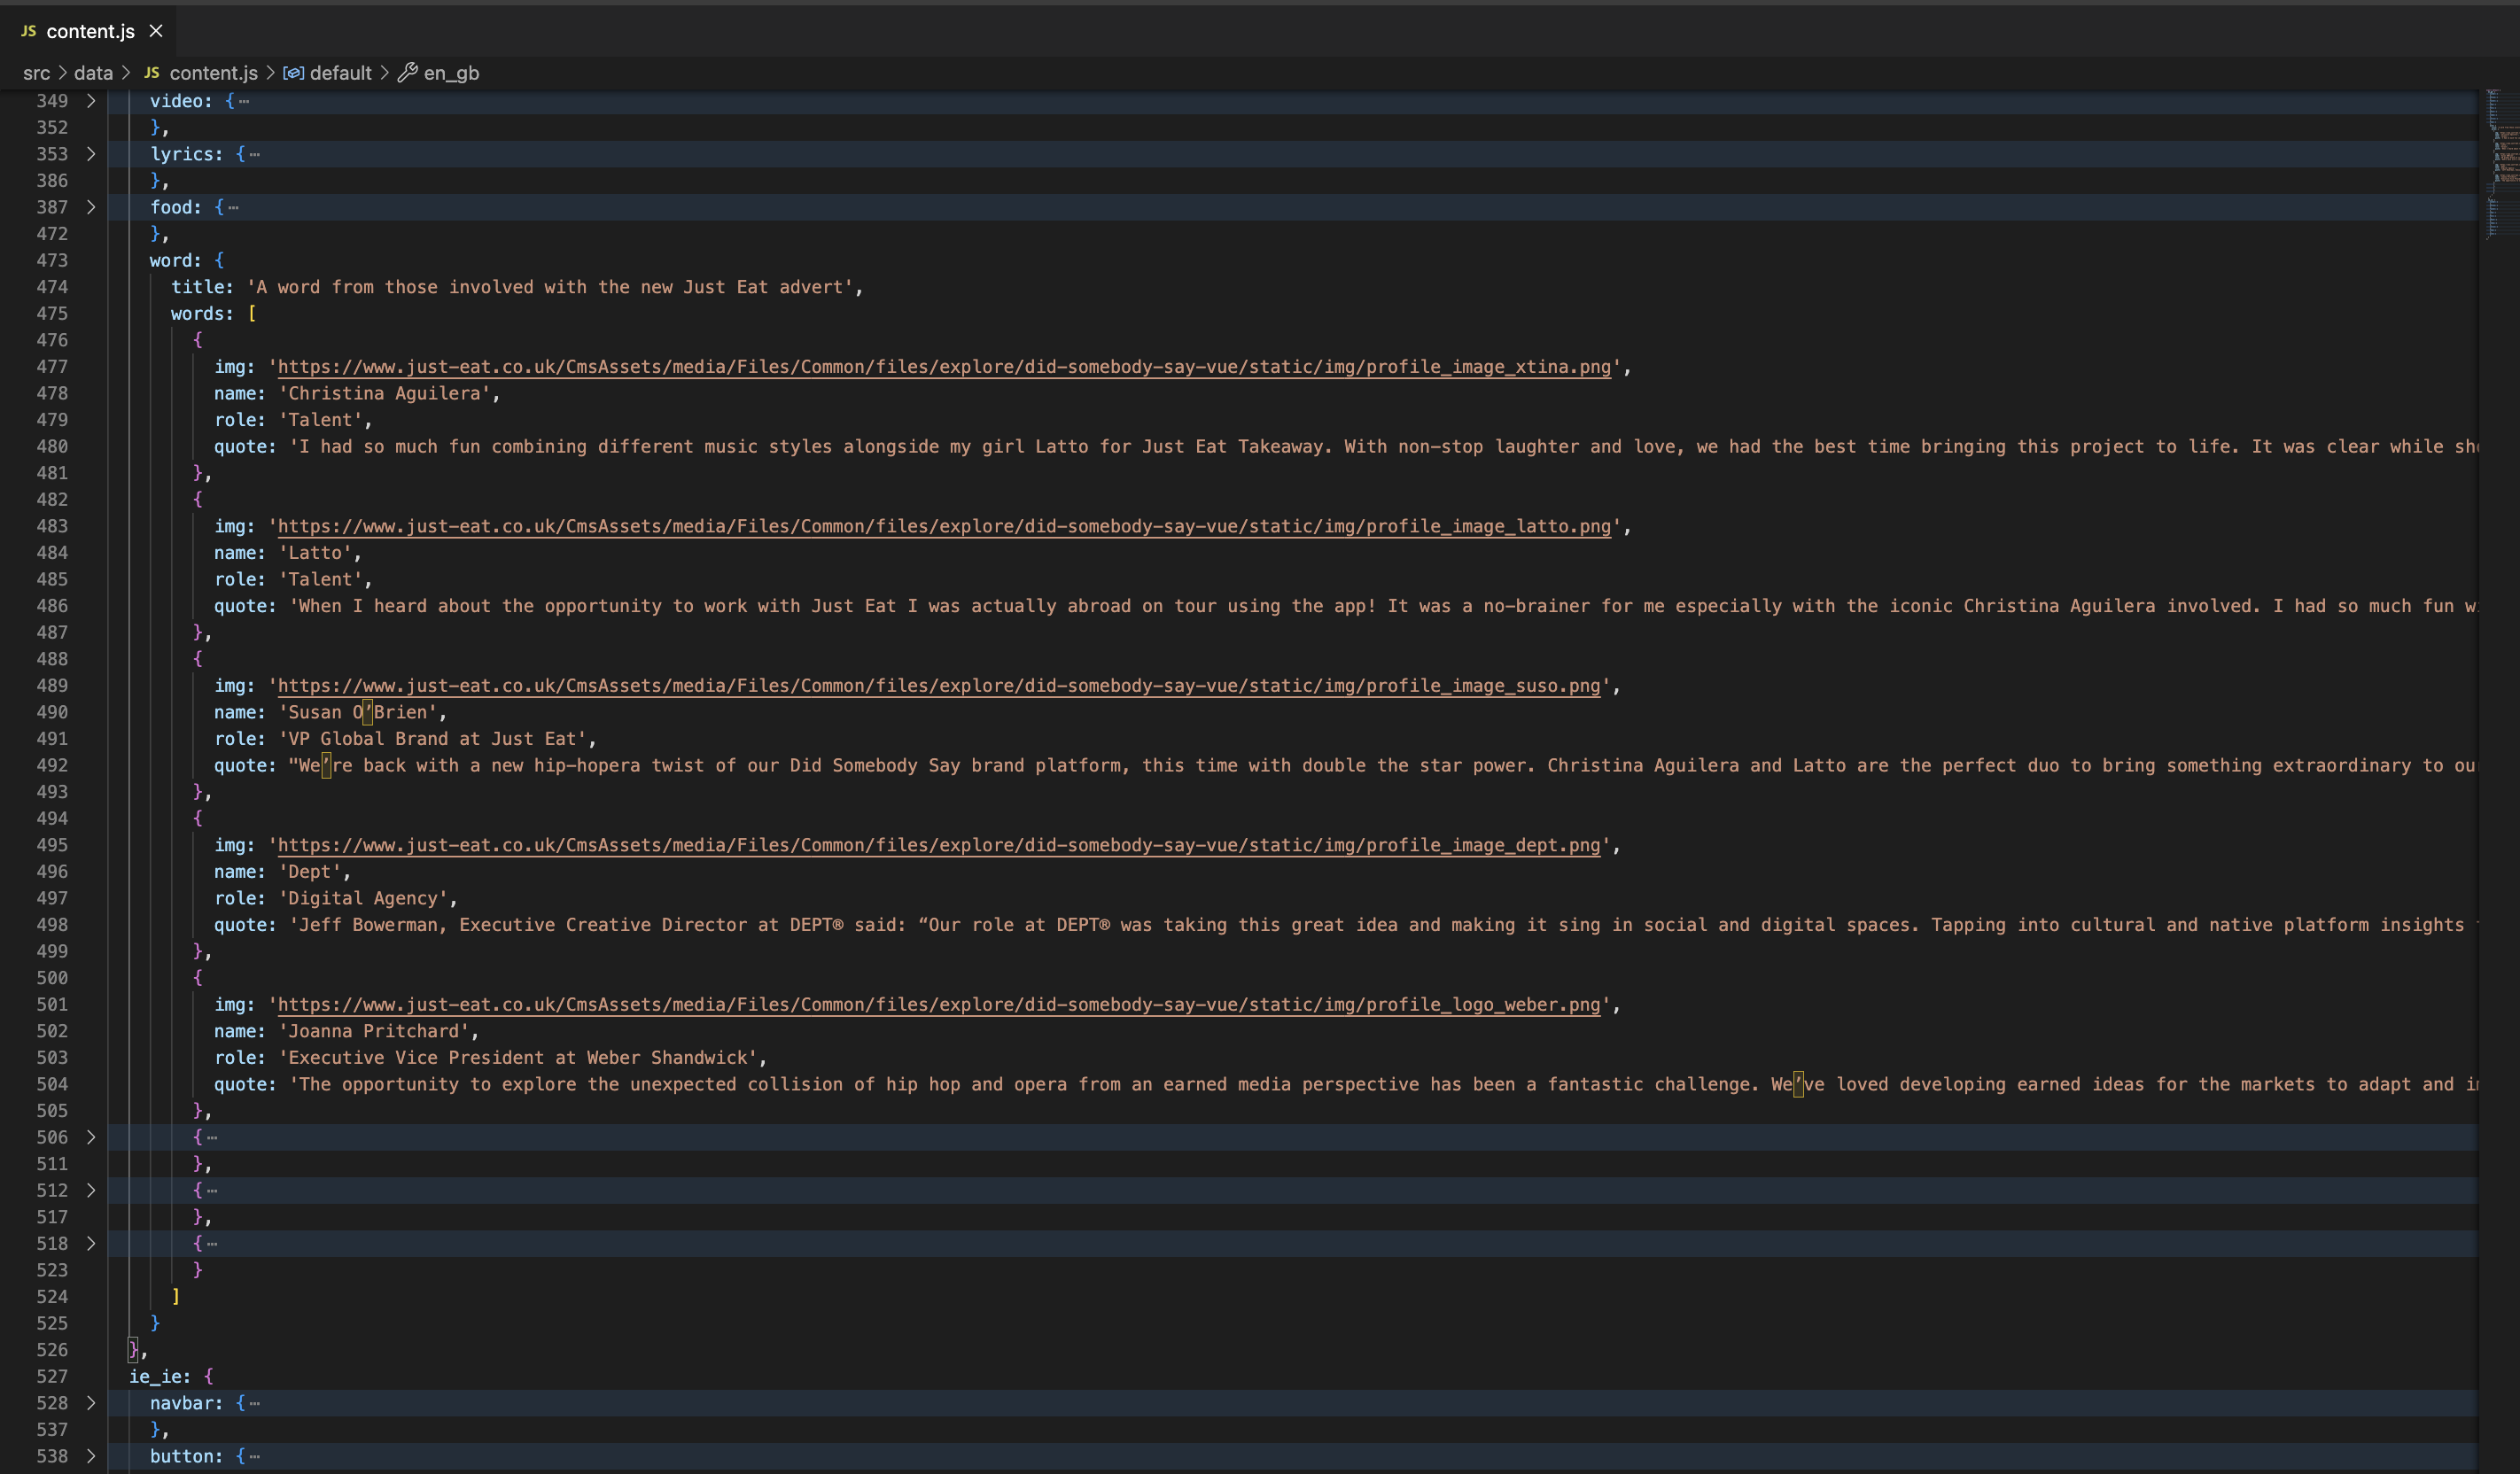 JS content.js ×
src > data > JS content.js > default > en_gb
349 > video: { ⋯
352 },
353 > lyrics: { ⋯
386 },
387 > food: { ⋯
472 },
473 word: {
474 title: 'A word from those involved with the new Just Eat advert',
475 words: [
476 {
477 img: 'https://www.just-eat.co.uk/CmsAssets/media/Files/Common/files/explore/did-somebody-say-vue/static/img/profile_image_xtina.png',
478 name: 'Christina Aguilera',
479 role: 'Talent',
480 quote: 'I had so much fun combining different music styles alongside my girl Latto for Just Eat Takeaway. With non-stop laughter and love, we had the best time bringing this project to life. It was clear while
481 },
482 {
483 img: 'https://www.just-eat.co.uk/CmsAssets/media/Files/Common/files/explore/did-somebody-say-vue/static/img/profile_image_latto.png',
484 name: 'Latto',
485 role: 'Talent',
486 quote: 'When I heard about the opportunity to work with Just Eat I was actually abroad on tour using the app! It was a no-brainer for me especially with the iconic Christina Aguilera involved. I had so much fun
487 },
488 {
489 img: 'https://www.just-eat.co.uk/CmsAssets/media/Files/Common/files/explore/did-somebody-say-vue/static/img/profile_image_suso.png',
490 name: 'Susan O’Brien',
491 role: 'VP Global Brand at Just Eat',
492 quote: "We’re back with a new hip-hopera twist of our Did Somebody Say brand platform, this time with double the star power. Christina Aguilera and Latto are the perfect duo to bring something extraordinary to
493 },
494 {
495 img: 'https://www.just-eat.co.uk/CmsAssets/media/Files/Common/files/explore/did-somebody-say-vue/static/img/profile_image_dept.png',
496 name: 'Dept',
497 role: 'Digital Agency',
498 quote: 'Jeff Bowerman, Executive Creative Director at DEPT® said: “Our role at DEPT® was taking this great idea and making it sing in social and digital spaces. Tapping into cultural and native platform insights
499 },
500 {
501 img: 'https://www.just-eat.co.uk/CmsAssets/media/Files/Common/files/explore/did-somebody-say-vue/static/img/profile_logo_weber.png',
502 name: 'Joanna Pritchard',
503 role: 'Executive Vice President at Weber Shandwick',
504 quote: 'The opportunity to explore the unexpected collision of hip hop and opera from an earned media perspective has been a fantastic challenge. We’ve loved developing earned ideas for the markets to adapt and
505 },
506 > { ⋯
511 },
512 > { ⋯
517 },
518 > { ⋯
523 }
524 ]
525 }
526 },
527 ie_ie: {
528 > navbar: { ⋯
537 },
538 > button: { ⋯